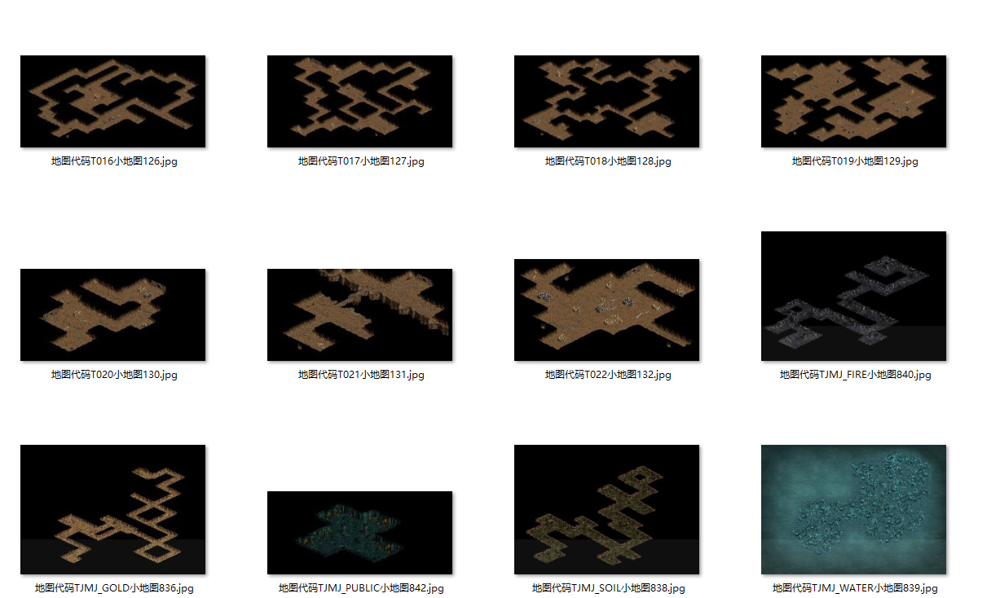 地图代码T016小地图126.jpg
地图代码T017小地图127.jpg
地图代码T018小地图128.jpg
地图代码T019小地图129.jpg
地图代码T020小地图130.jpg
地图代码T021小地图131.jpg
地图代码T022小地图132.jpg
地图代码TJMJ_FIRE小地图840.jpg
地图代码TJMJ_GOLD小地图836.jpg
地图代码TJMJ_PUBLIC小地图842.jpg
地图代码TJMJ_SOIL小地图838.jpg
地图代码TJMJ_WATER小地图839.jpg